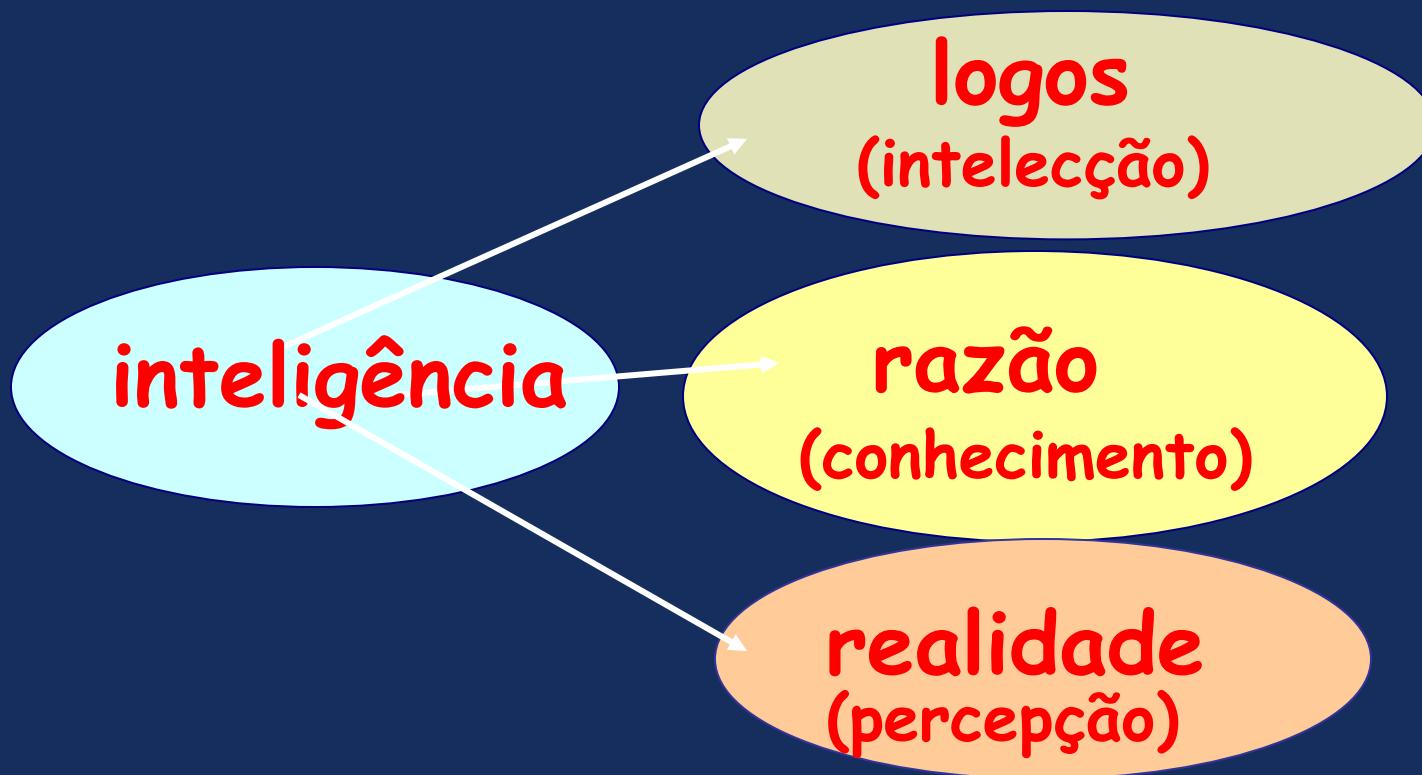 logos
(intelecção)
inteligência
razão
(conhecimento)
realidade
(percepção)